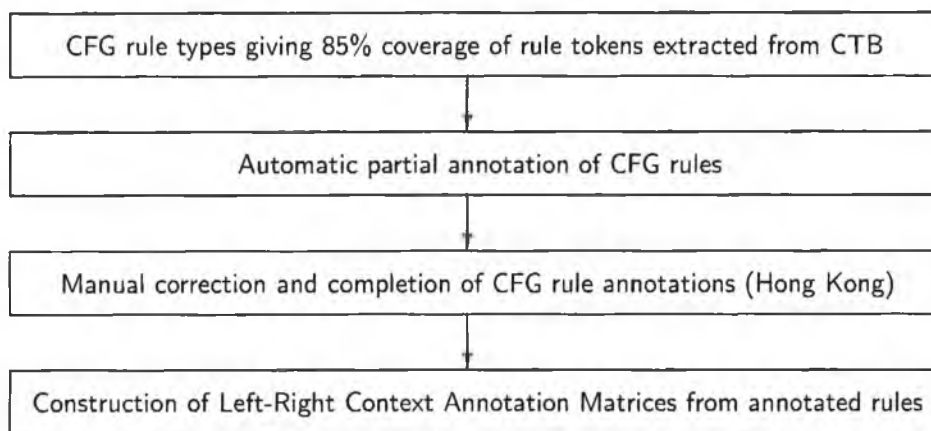 CFG rule types giving 85% coverage of rule tokens extracted from CTB
Automatic partial annotation of CFG rules
Manual correction and completion of CFG rule annotations (Hong Kong)
Construction of Left-Right Context Annotation Matrices from annotated rules